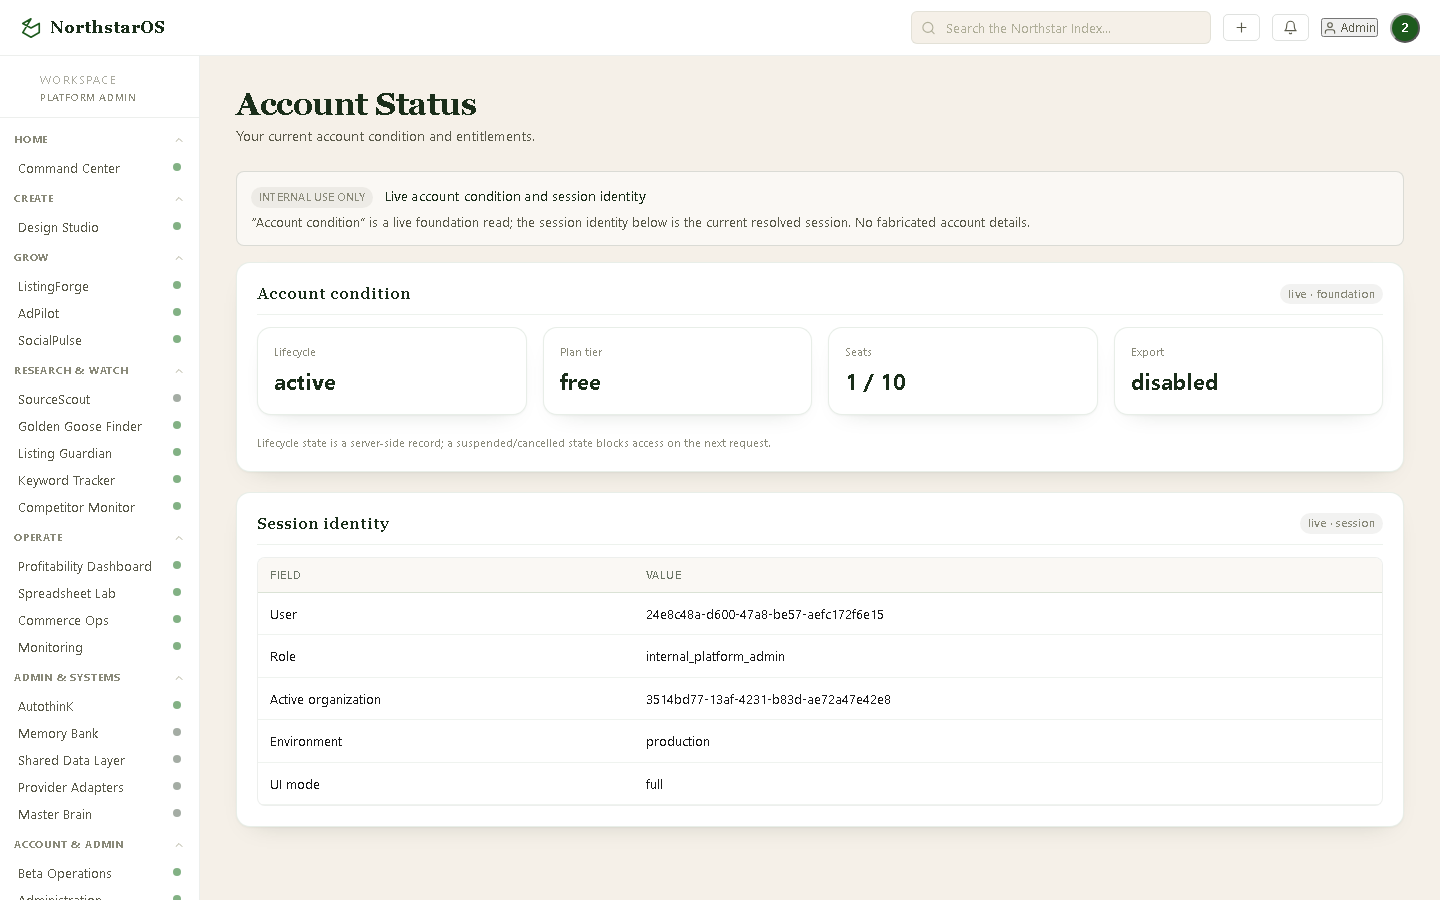 NorthstarOS
Search the Northstar Index...
Admin
2
WORKSPACE
PLATFORM ADMIN
HOME
Command Center
CREATE
Design Studio
GROW
ListingForge
AdPilot
SocialPulse
RESEARCH & WATCH
SourceScout
Golden Goose Finder
Listing Guardian
Keyword Tracker
Competitor Monitor
OPERATE
Profitability Dashboard
Spreadsheet Lab
Commerce Ops
Monitoring
ADMIN & SYSTEMS
AutothinK
Memory Bank
Shared Data Layer
Provider Adapters
Master Brain
ACCOUNT & ADMIN
Beta Operations
Administration
Account Status
Your current account condition and entitlements.
INTERNAL USE ONLY Live account condition and session identity
"Account condition" is a live foundation read; the session identity below is the current resolved session. No fabricated account details.
Account condition
live · foundation
Lifecycle
active
Plan tier
free
Seats
1 / 10
Export
disabled
Lifecycle state is a server-side record; a suspended/cancelled state blocks access on the next request.
Session identity
live · session
FIELD VALUE
User 24e8c48a-d600-47a8-be57-aefc172f6e15
Role internal_platform_admin
Active organization 3514bd77-13af-4231-b83d-ae72a47e42e8
Environment production
UI mode full